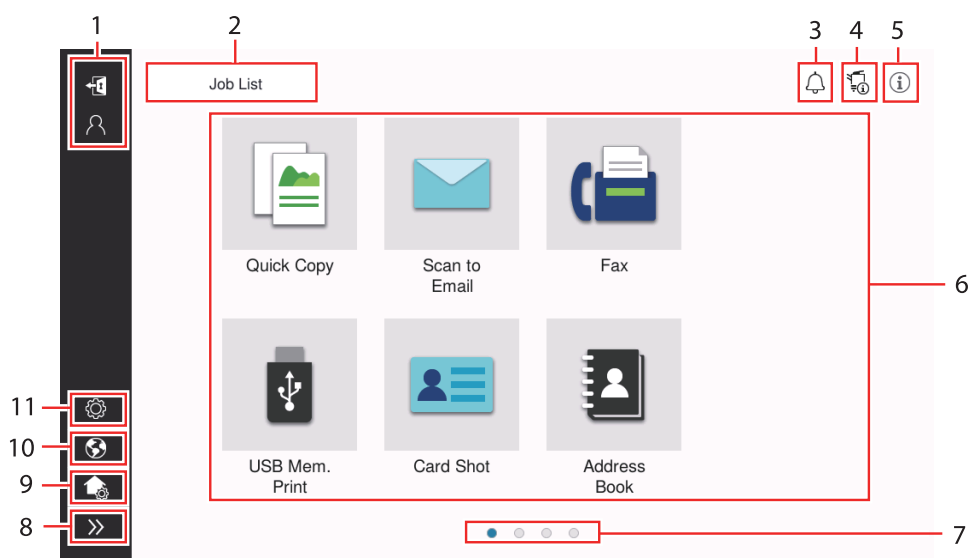 1
2
3
4
5
Job List
Quick Copy
Scan to
Email
Fax
6
USB Mem.
Print
Card Shot
Address
Book
11
10
9
8
7